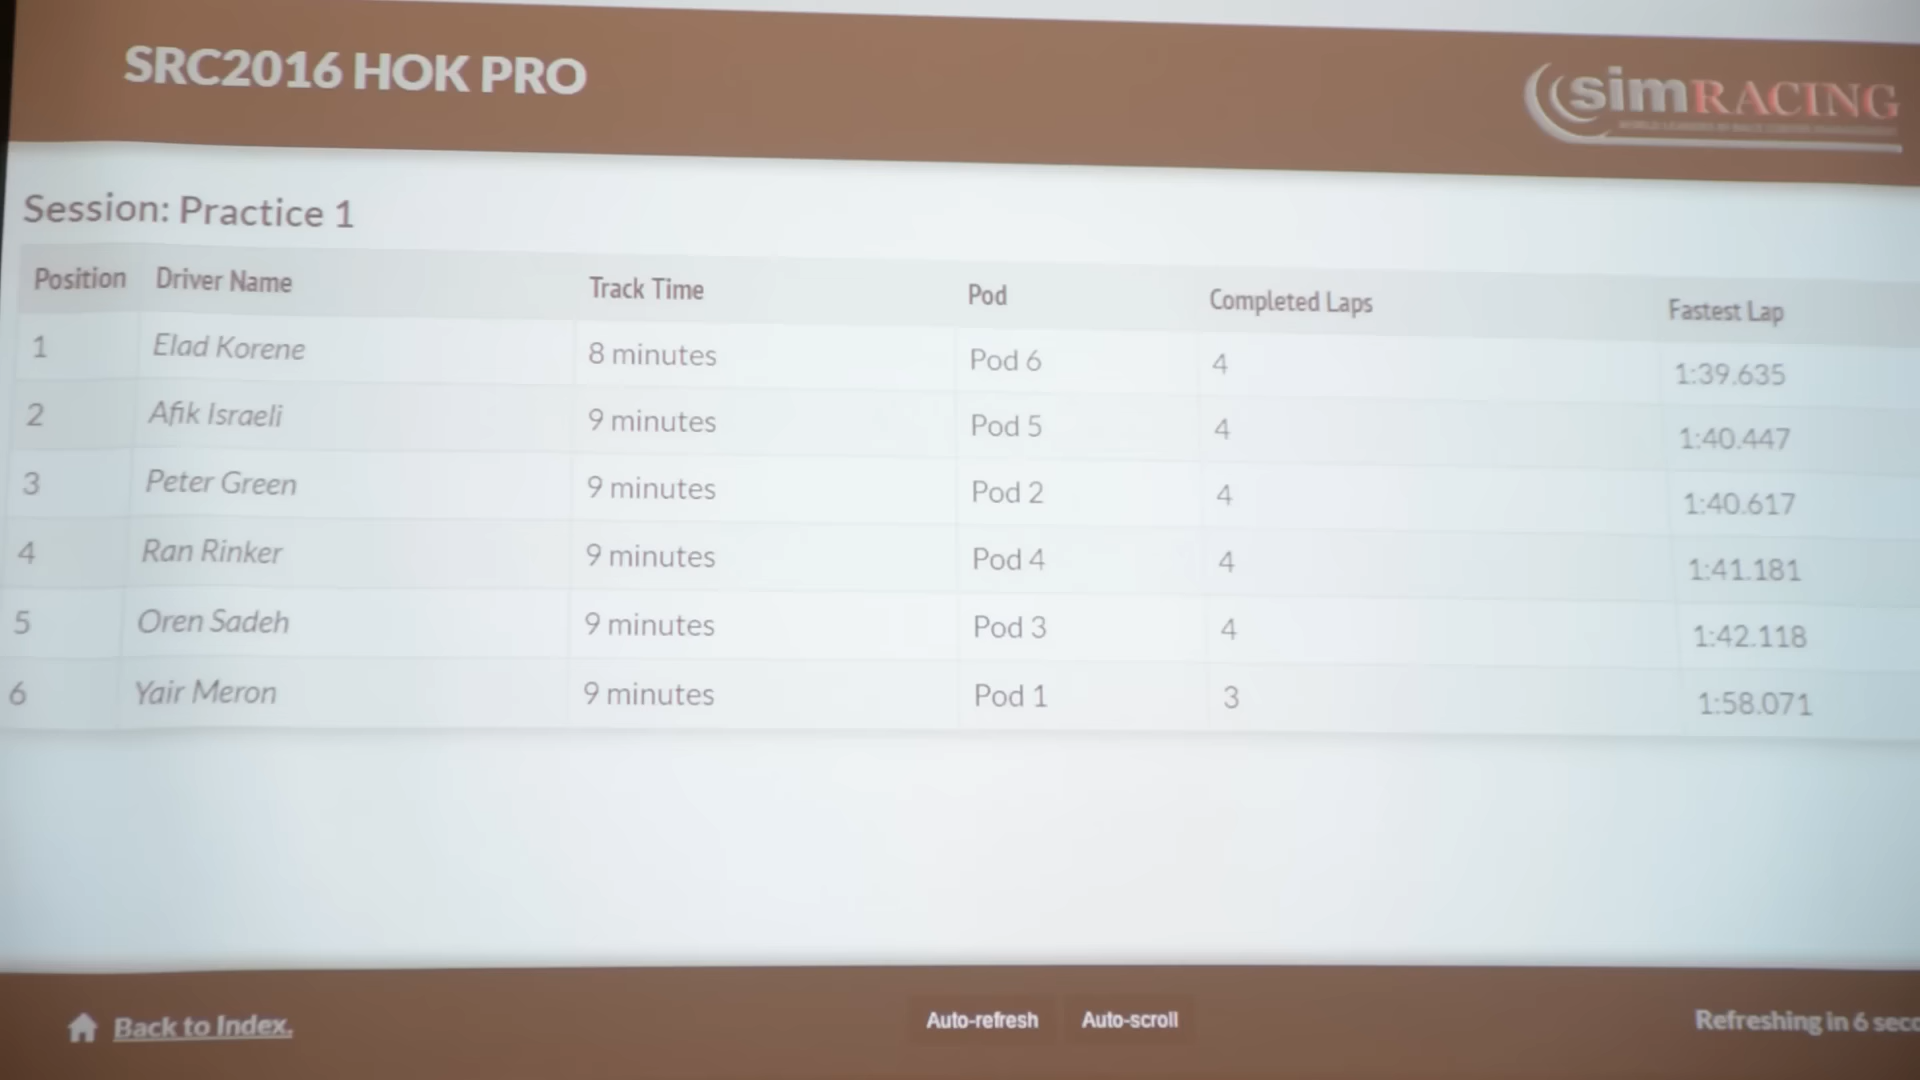 SRC2016 HOK PRO
simRACING
Session: Practice 1
Position Driver Name Track Time Pod Completed Laps Fastest Lap
1 Elad Korene 8 minutes Pod 6 4 1:39.635
2 Afik Israeli 9 minutes Pod 5 4 1:40.447
3 Peter Green 9 minutes Pod 2 4 1:40.617
4 Ran Rinker 9 minutes Pod 4 4 1:41.181
5 Oren Sadeh 9 minutes Pod 3 4 1:42.118
6 Yair Meron 9 minutes Pod 1 3 1:58.071
Back to Index. Auto-refresh Auto-scroll Refreshing in 6 seco